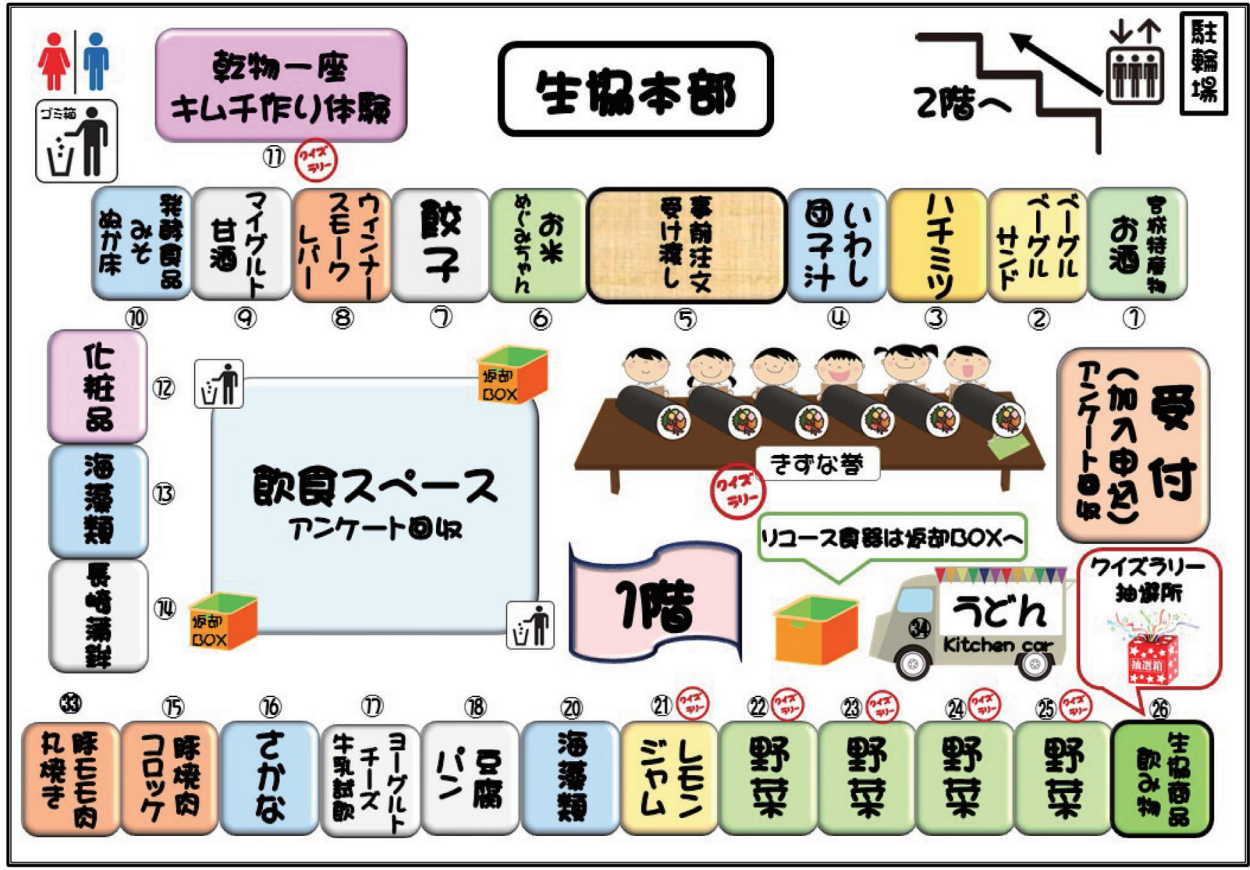 ゴミ箱
乾物一座
キムチ作り体験
⑪
クイズ
ラリー
生協本部
2階へ
駐輪場
発酵食品
みそ
ぬか床
⑩
マイグルト
甘酒
⑨
ウィンナー
スモーク
レバー
⑧
餃子
⑦
お米
めぐみちゃん
⑥
事前注文
受け渡し
⑤
いわし
団子汁
④
ハチミツ
③
ベーグル
ベーグル
サンド
②
宮城特産物
お酒
①
化粧品
⑫
海藻類
⑬
長崎蒲鉾
⑭
返却
BOX
飲食スペース
アンケート回収
返却
BOX
きずな巻
クイズ
ラリー
受付
(加入申込)
アンケート回収
リユース食器は返却BOXへ
1階
うどん
㉞
Kitchen car
クイズラリー
抽選所
抽選箱
㉝
豚モモ肉
丸焼き
⑮
豚焼肉
コロッケ
⑯
さかな
⑰
ヨーグルト
チーズ
牛乳試飲
⑱
豆腐
パン
⑳
海藻類
㉑
クイズ
ラリー
レモン
ジャム
㉒
クイズ
ラリー
野菜
㉓
クイズ
ラリー
野菜
㉔
クイズ
ラリー
野菜
㉕
クイズ
ラリー
野菜
㉖
生協商品
飲み物